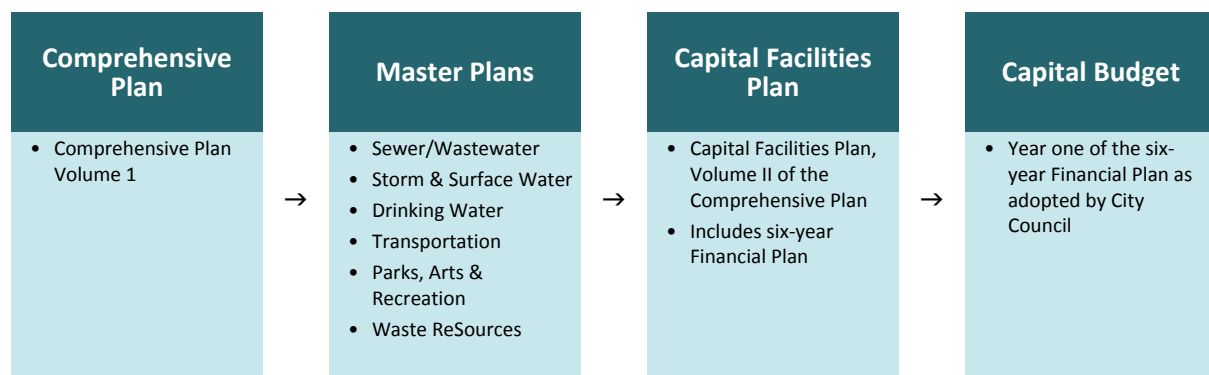 Comprehensive
Plan
• Comprehensive Plan
Volume 1
→
Master Plans
• Sewer/Wastewater
• Storm & Surface Water
• Drinking Water
• Transportation
• Parks, Arts &
Recreation
• Waste ReSources
→
Capital Facilities
Plan
• Capital Facilities Plan,
Volume II of the
Comprehensive Plan
• Includes six-year
Financial Plan
→
Capital Budget
• Year one of the six-
year Financial Plan as
adopted by City
Council